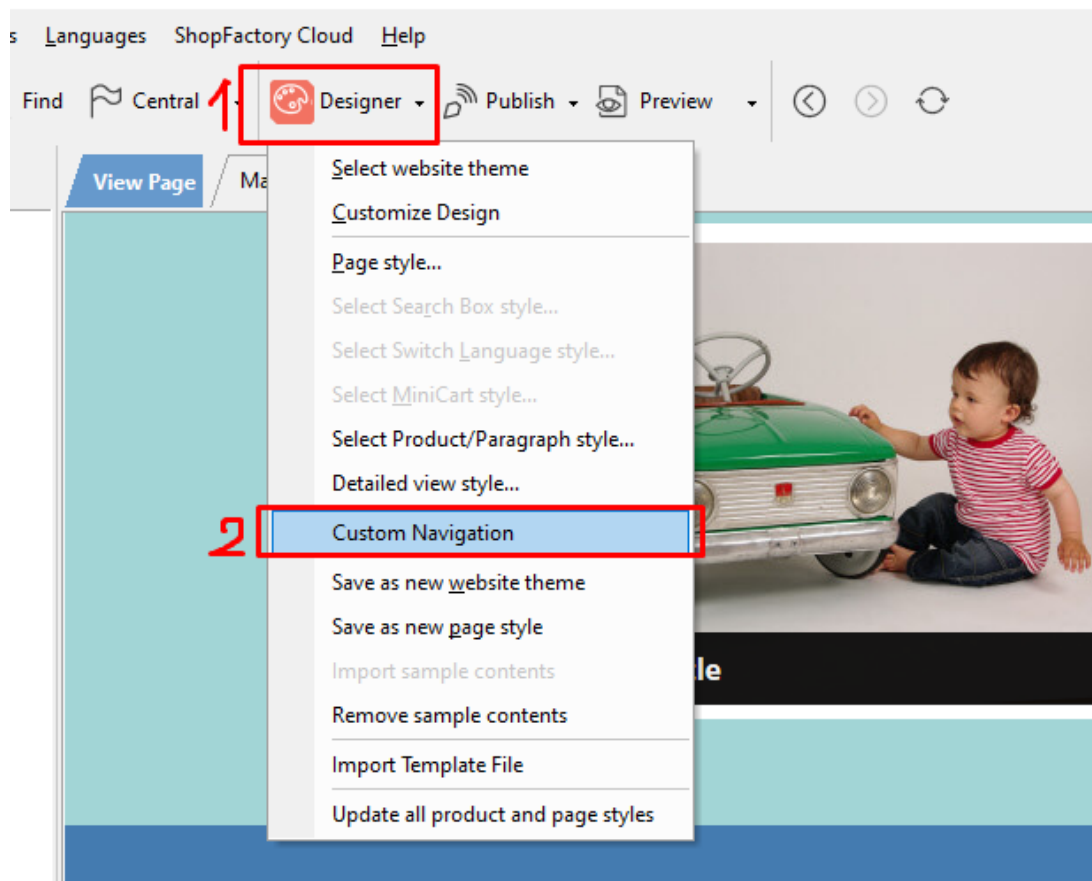 s Languages ShopFactory Cloud Help
Find Central 1 Designer Publish Preview
View Page
Select website theme
Customize Design
Page style...
Select Search Box style...
Select Switch Language style...
Select MiniCart style...
Select Product/Paragraph style...
Detailed view style...
2 Custom Navigation
Save as new website theme
Save as new page style
Import sample contents
le
Remove sample contents
Import Template File
Update all product and page styles